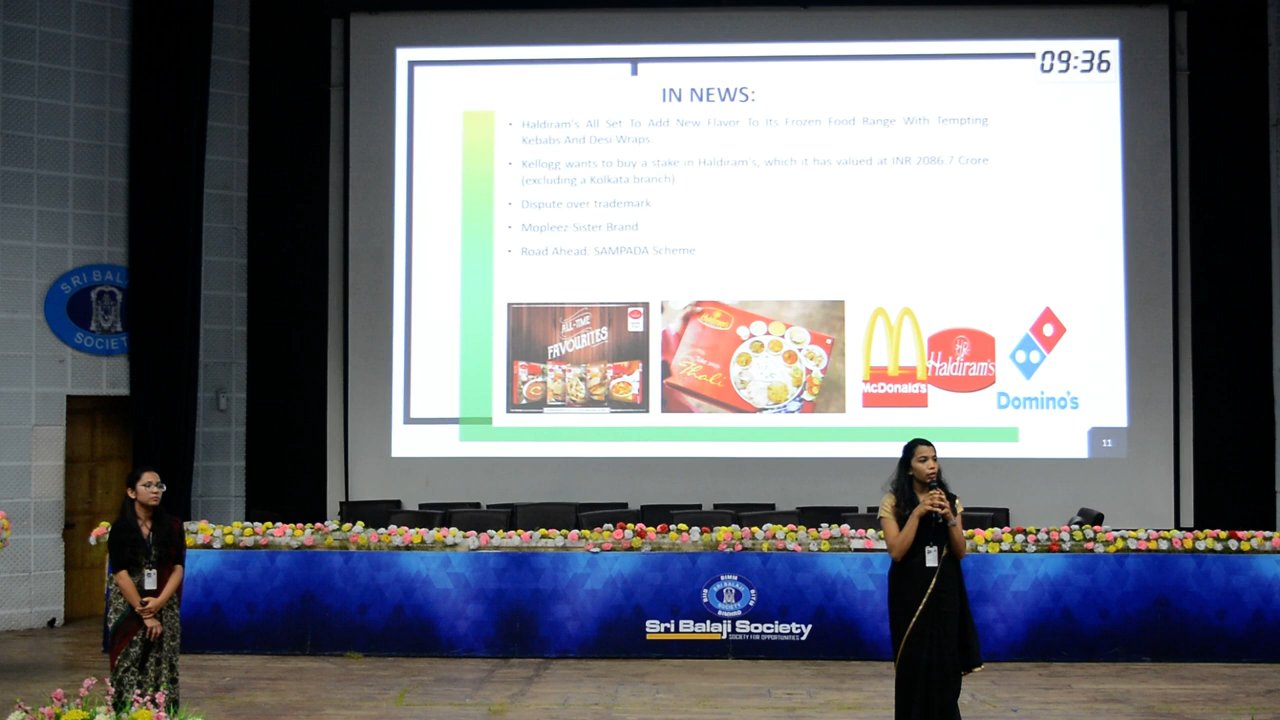 09:36
IN NEWS:
• Haldiram's All Set To Add New Flavor To Its Frozen Food Range With Tempting
Kebabs And Desi Wraps.
• Kellogg wants to buy a stake in Haldiram's, which it has valued at INR 2086.7 Crore
(excluding a Kolkata branch)
• Dispute over trademark
• Mopleez-Sister Brand
• Road Ahead: SAMPADA Scheme
ALL-TIME
FAVOURITES
Thali
McDonald's
Haldiram's
Domino's
11
SRI BALA
SOCIET
SRI BALAJI
SOCIETY
Sri Balaji Society
SOCIETY FOR OPPORTUNITIES